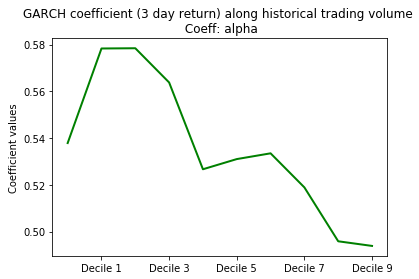 GARCH coefficient (3 day return) along historical trading volume
Coeff: alpha
Coefficient values
0.58
0.56
0.54
0.52
0.50
Decile 1
Decile 3
Decile 5
Decile 7
Decile 9